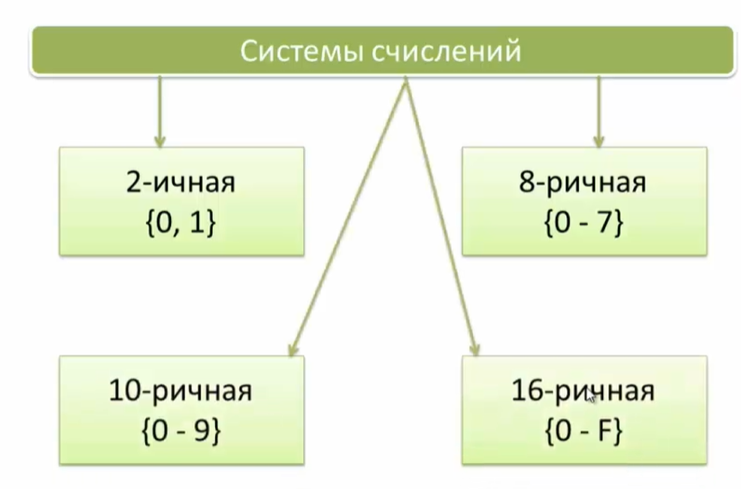 Системы счислений
2-ичная
{0, 1}
8-ричная
{0 - 7}
10-ричная
{0 - 9}
16-ричная
{0 - F}